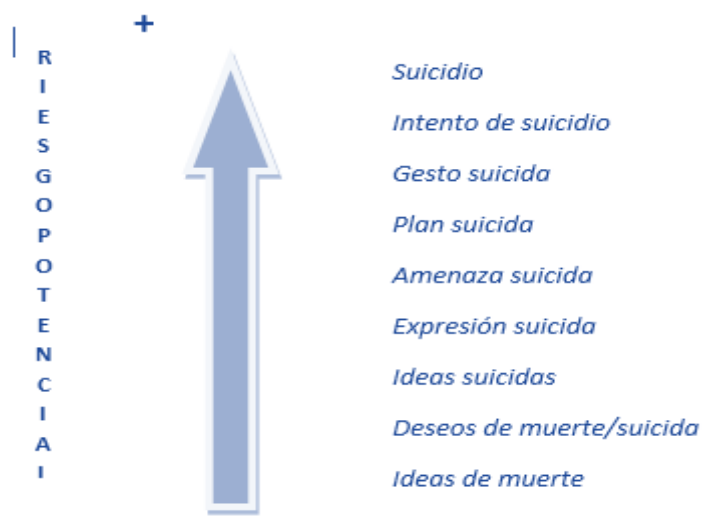 +
RIESGOPOTENCIAI
Suicidio
Intento de suicidio
Gesto suicida
Plan suicida
Amenaza suicida
Expresión suicida
Ideas suicidas
Deseos de muerte/suicida
Ideas de muerte